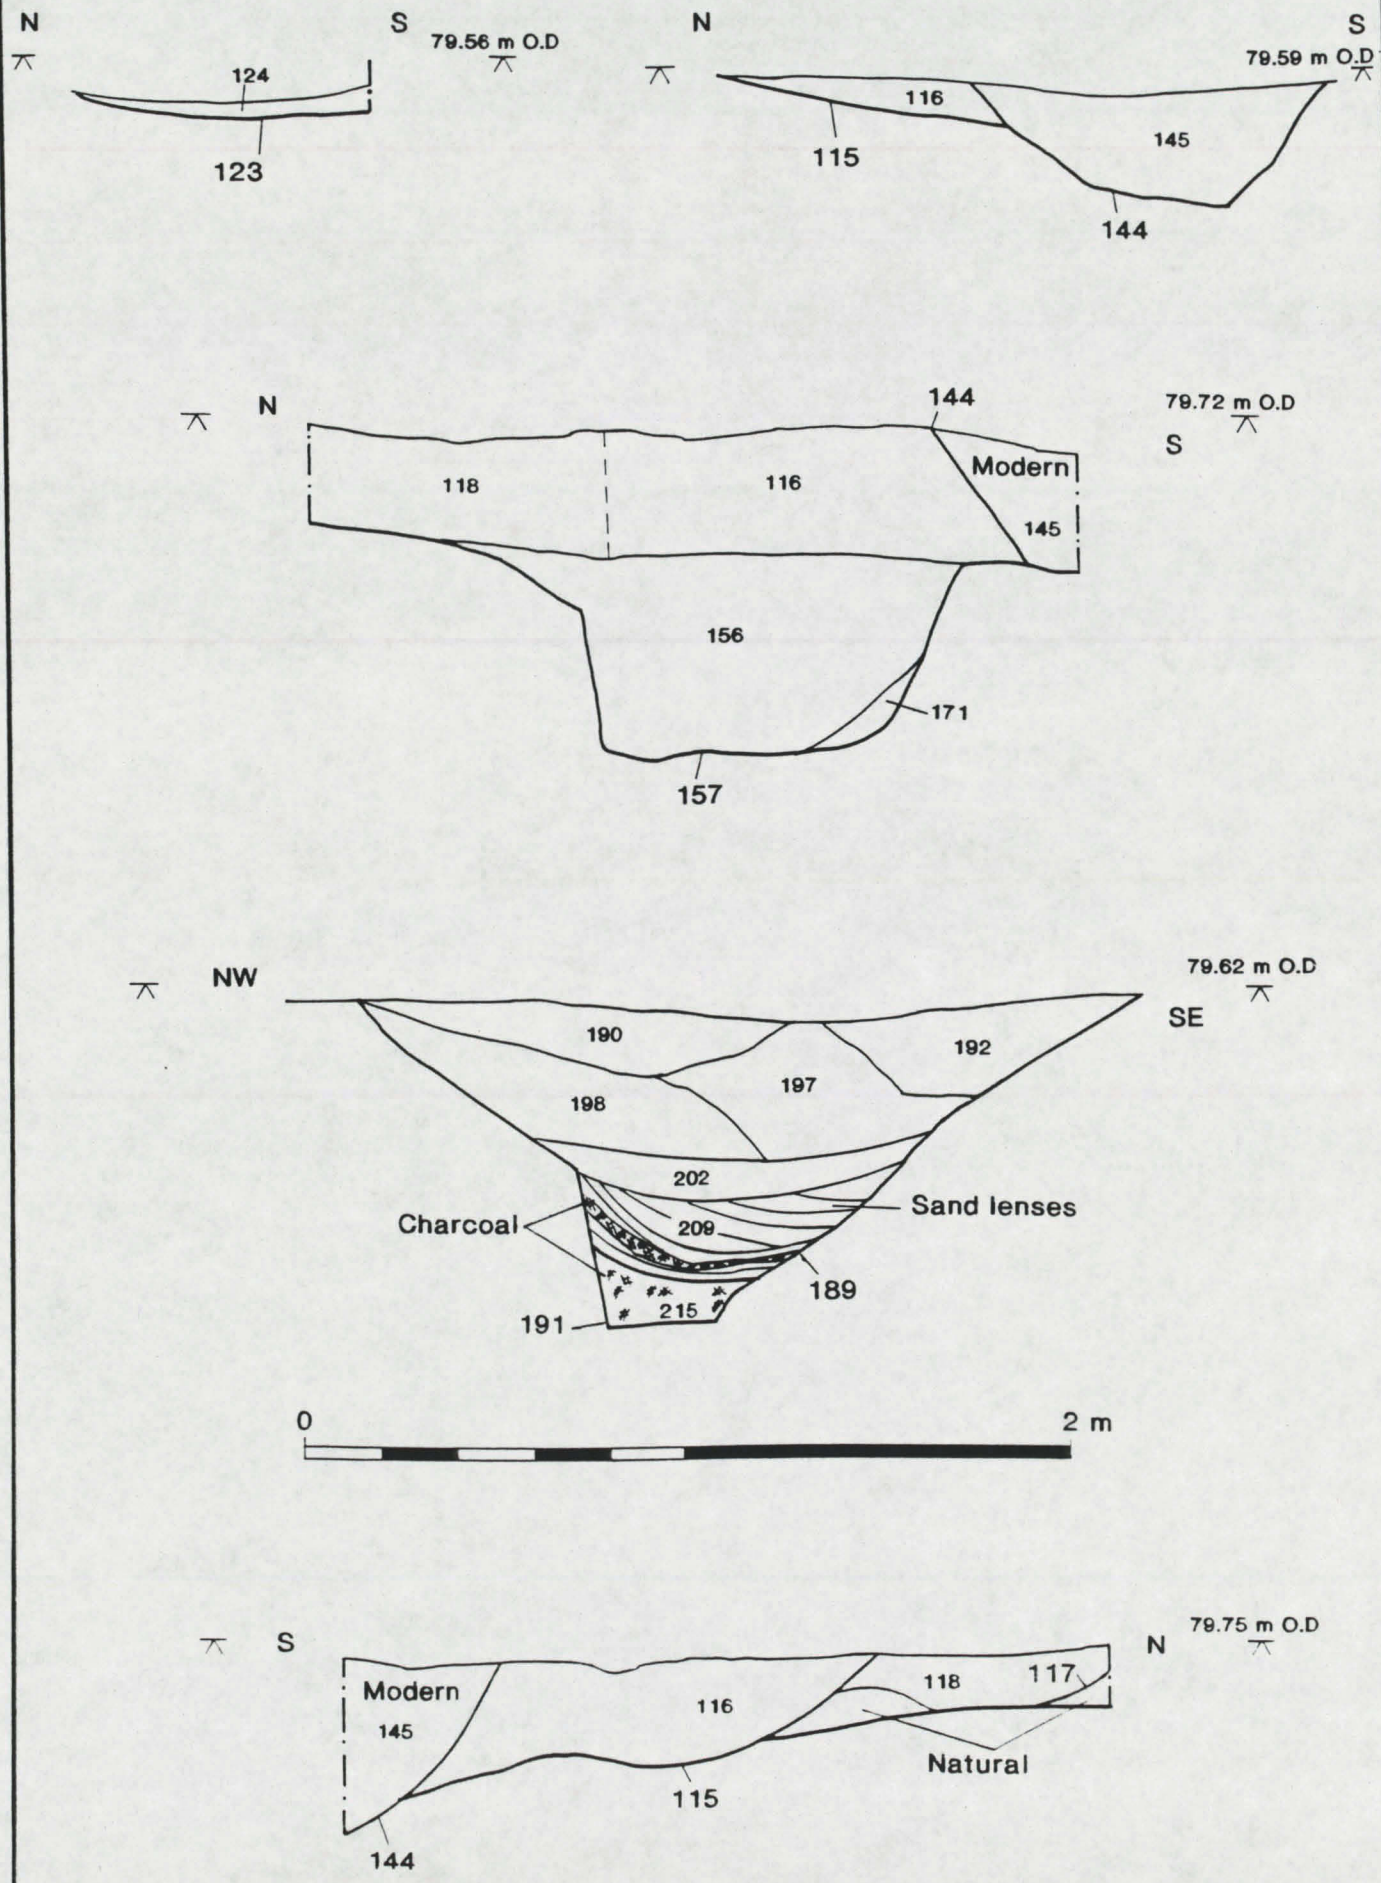 N S 79.56 m O.D
124
123
N S
79.59 m O.D
116
145
115
144
N 144 79.72 m O.D
S
Modern
118 116
145
156
171
157
NW 79.62 m O.D
SE
190
192
197
198
202
Sand lenses
Charcoal 209
189
215
191
0 2 m
S N 79.75 m O.D
Modern
145
116
118 117
Natural
115
144